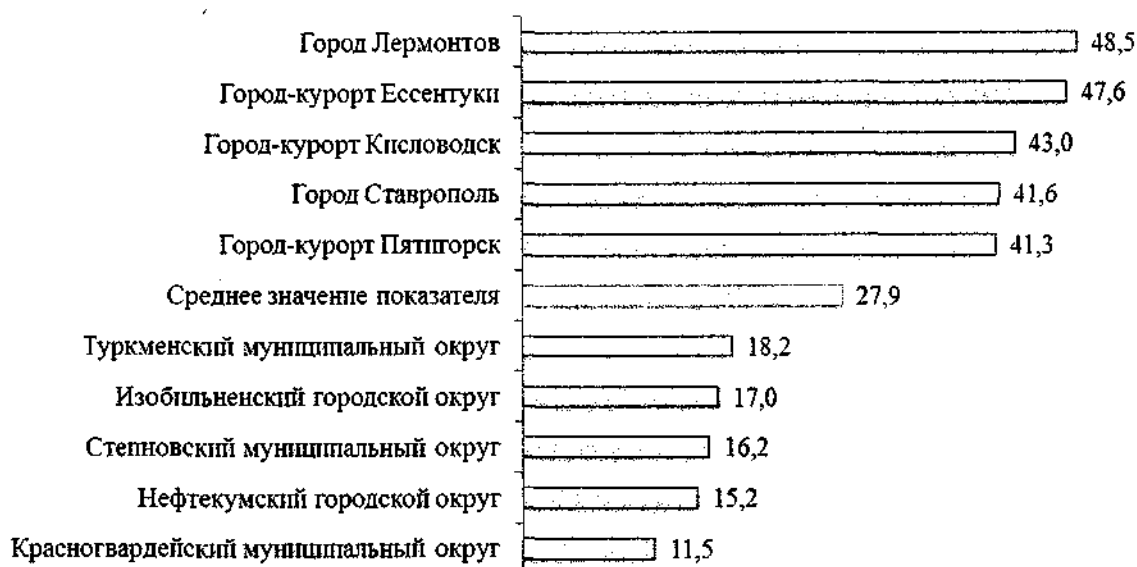 Город Лермонтов 48,5
Город-курорт Ессентуки 47,6
Город-курорт Кисловодск 43,0
Город Ставрополь 41,6
Город-курорт Пятигорск 41,3
Среднее значение показателя 27,9
Туркменский муниципальный округ 18,2
Изобильненский городской округ 17,0
Степновский муниципальный округ 16,2
Нефтекумский городской округ 15,2
Красногвардейский муниципальный округ 11,5